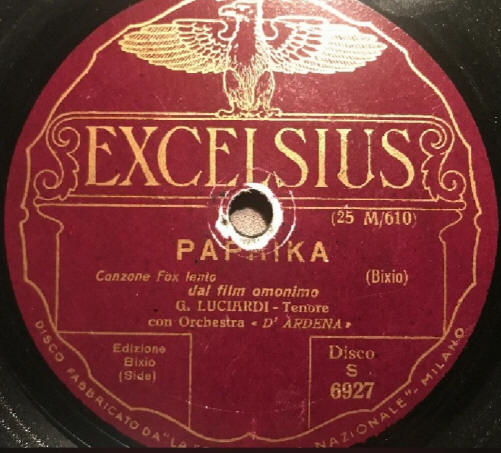 EXCELSIUS
(25 M/610)
PAPRIKA
Canzone Fox lento (Bixio)
dal film omonimo
G. LUCIARDI - Tenore
con Orchestra « D' ARDENA »
Edizione
Bixio
(Side)
Disco
S
6927
DISCO FABBRICATO DA "LA NAZIONALE"- MILANO